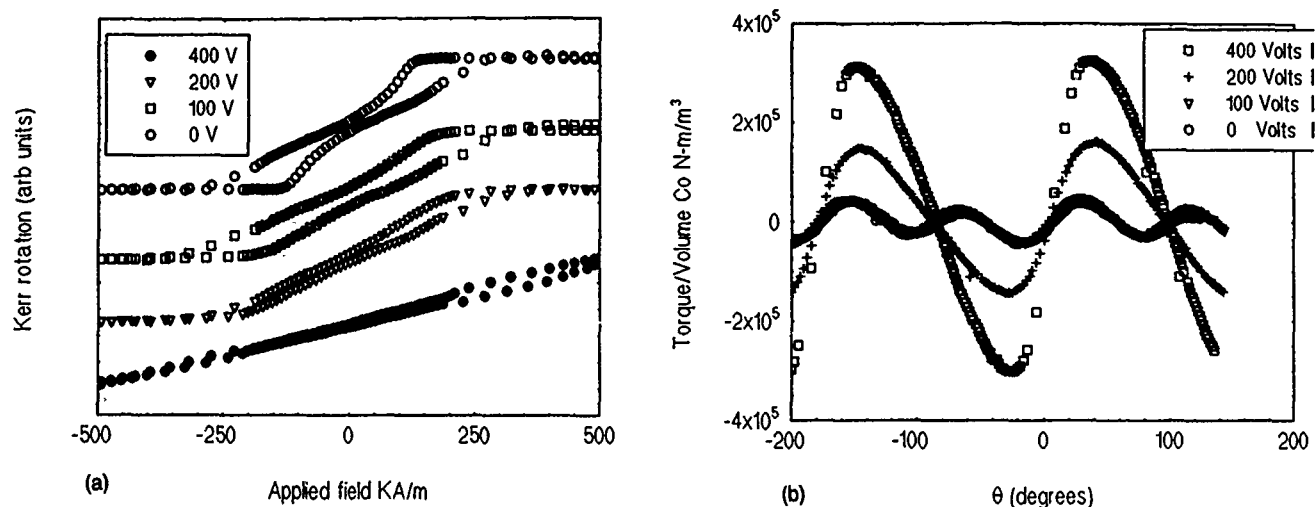 Kerr rotation (arb units)
400 V
200 V
100 V
0 V
-500
-250
0
250
500
(a)
Applied field KA/m
Torque/Volume Co N-m/m³
4x10⁵
2x10⁵
0
-2x10⁵
-4x10⁵
400 Volts
200 Volts
100 Volts
0 Volts
-200
-100
0
100
200
(b)
θ (degrees)